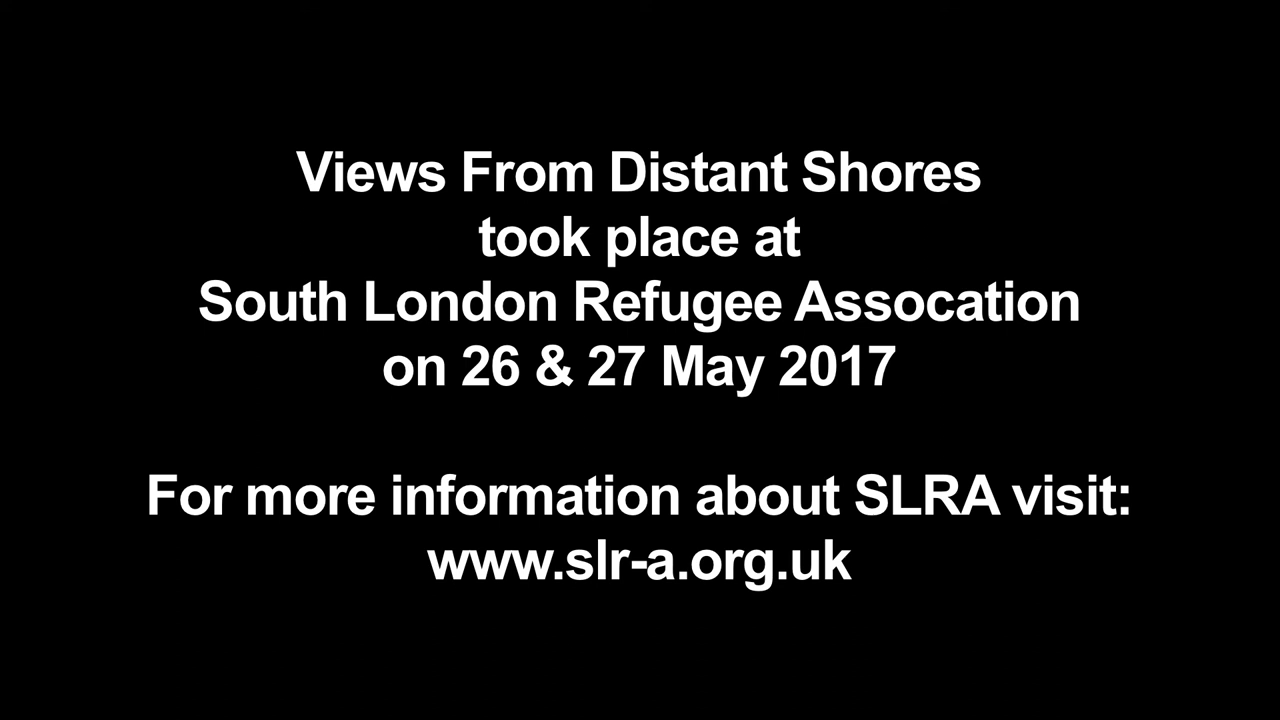 Views From Distant Shores
took place at
South London Refugee Assocation
on 26 & 27 May 2017
For more information about SLRA visit:
www.slr-a.org.uk